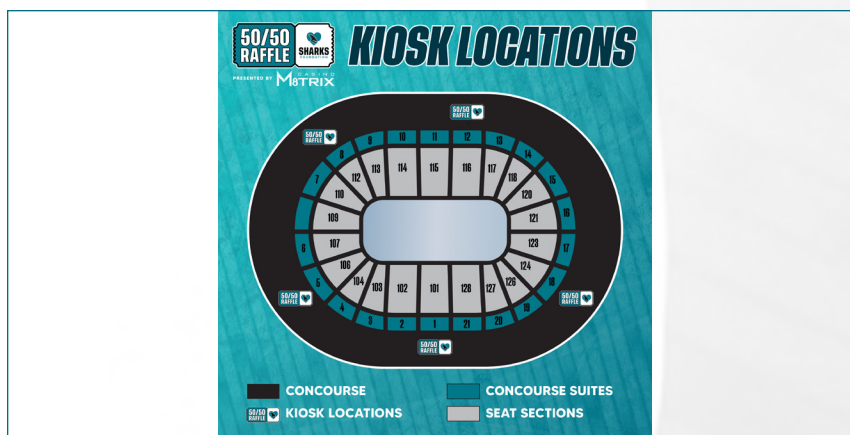 50/50
RAFFLE
SHARKS
FOUNDATION
KIOSK LOCATIONS
PRESENTED BY
CASINO
M8TRIX
50/50
RAFFLE
50/50
RAFFLE
9 10 11 12 13
8 14
7 15
113 114 115 116 117
112 118
110 120
16
109 121
107 123
6 17
106 124
104 103 102 101 128 127 126
5 18
50/50
RAFFLE
50/50
RAFFLE
4 19
3 2 1 21 20
50/50
RAFFLE
CONCOURSE
CONCOURSE SUITES
50/50
RAFFLE
KIOSK LOCATIONS
SEAT SECTIONS